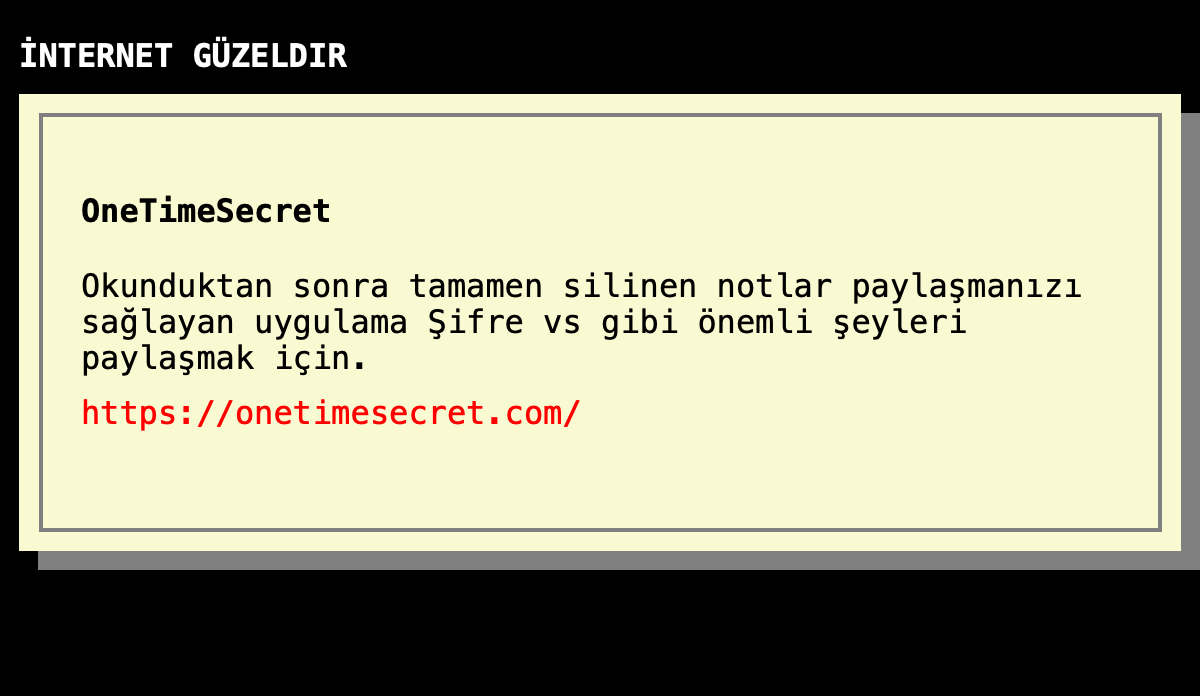 İNTERNET GÜZELDIR
OneTimeSecret
Okunduktan sonra tamamen silinen notlar paylaşmanızı
sağlayan uygulama Şifre vs gibi önemli şeyleri
paylaşmak için.
https://onetimesecret.com/